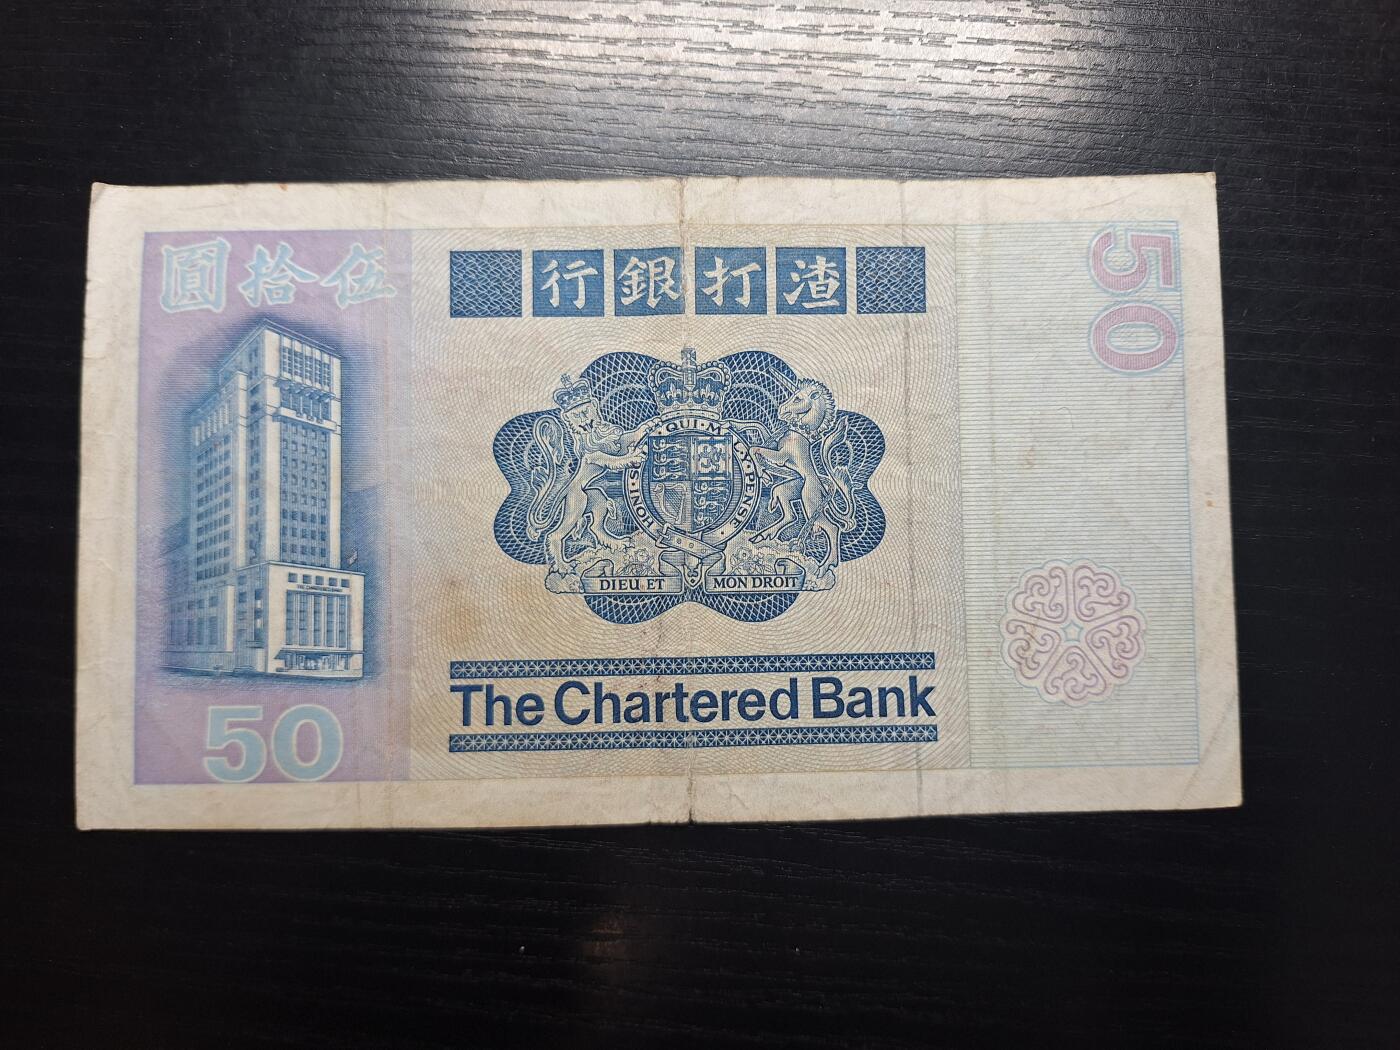 圓拾伍
行銀打渣
50
HONI·SOIT·QUI·MAL·Y·PENSE
DIEU ET MON DROIT
The Chartered Bank
50